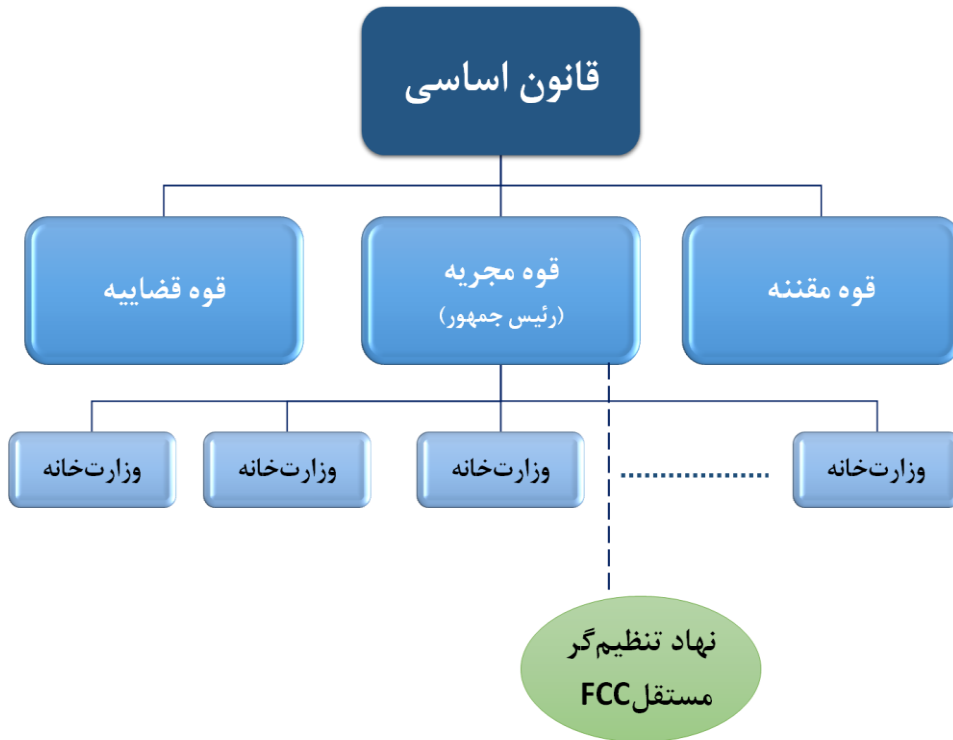 قانون اساسی
قوه مقننه
قوه مجریه
(رئیس جمهور)
قوه قضاییه
وزارت‌خانه
وزارت‌خانه
وزارت‌خانه
وزارت‌خانه
نهاد تنظیم‌گر
مستقلFCC